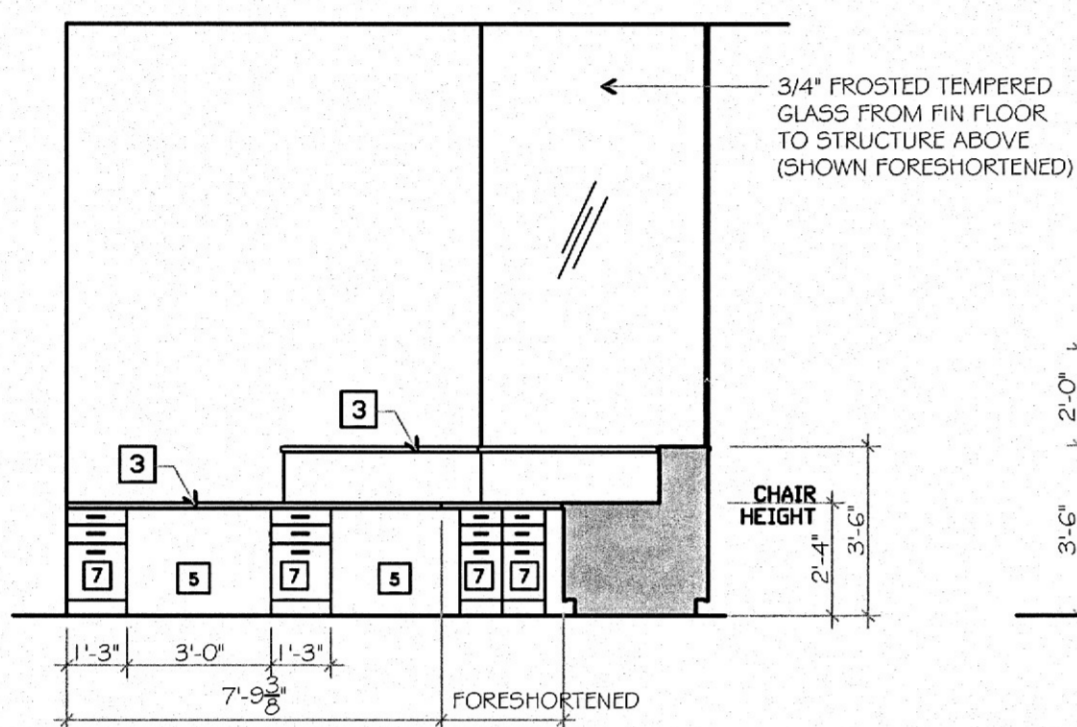 3/4" FROSTED TEMPERED
GLASS FROM FIN FLOOR
TO STRUCTURE ABOVE
(SHOWN FORESHORTENED)
2'-0"
3
3
CHAIR
HEIGHT
2'-4"
3'-6"
3'-6"
7
5
7
5
7
7
1'-3"
3'-0"
1'-3"
7'-9 3/8"
FORESHORTENED